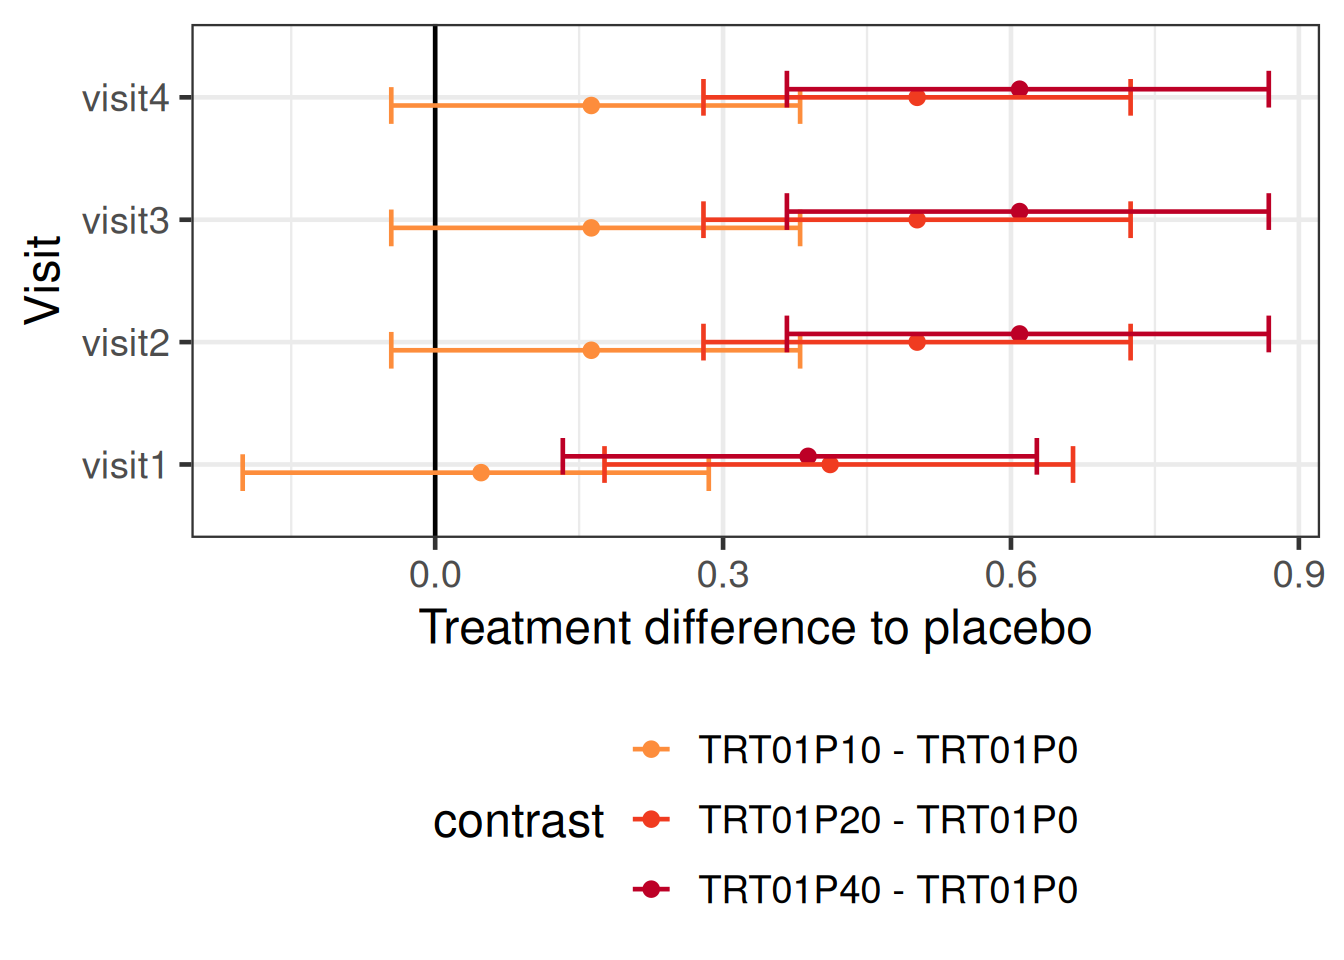 Visit
visit4
visit3
visit2
visit1
0.0 0.3 0.6 0.9
Treatment difference to placebo
contrast
TRT01P10 - TRT01P0
TRT01P20 - TRT01P0
TRT01P40 - TRT01P0